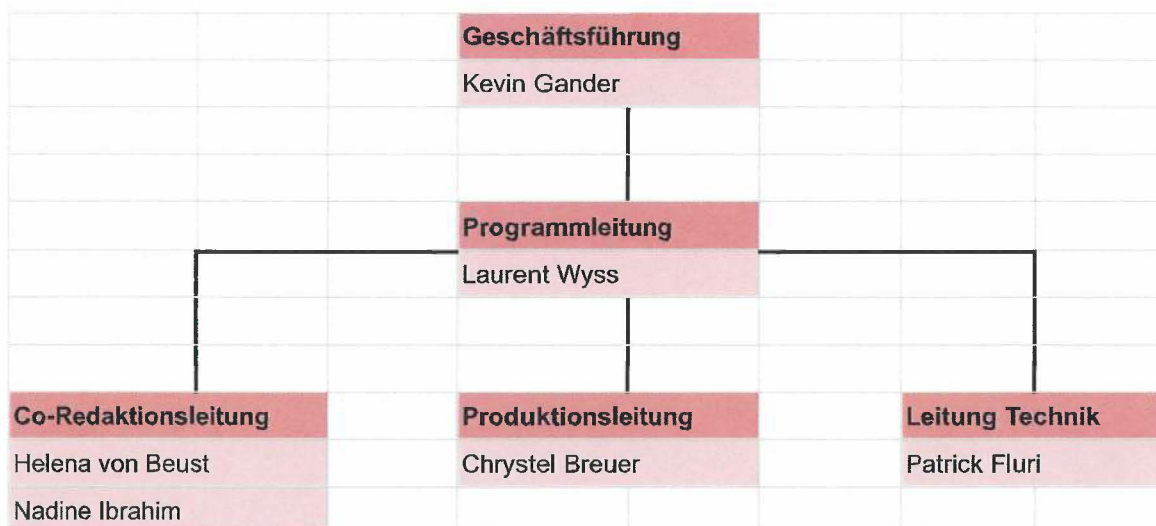 Geschäftsführung
Kevin Gander
Programmleitung
Laurent Wyss
Co-Redaktionsleitung
Helena von Beust
Nadine Ibrahim
Produktionsleitung
Chrystel Breuer
Leitung Technik
Patrick Fluri